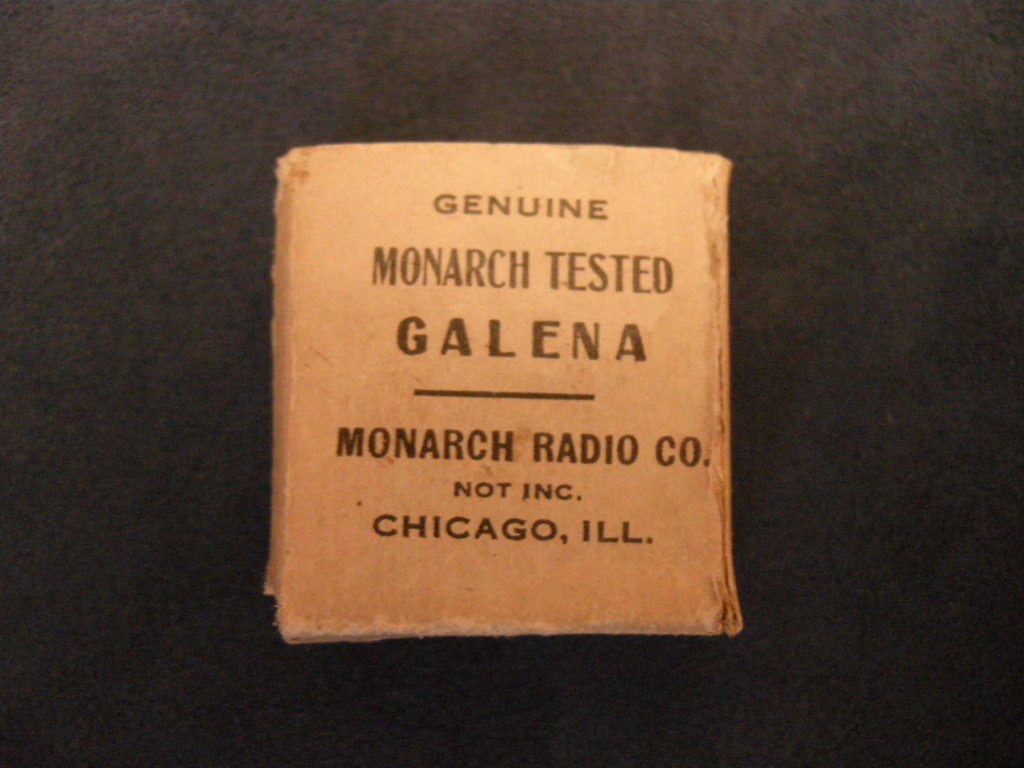 GENUINE
MONARCH TESTED
GALENA
MONARCH RADIO CO.
NOT INC.
CHICAGO, ILL.